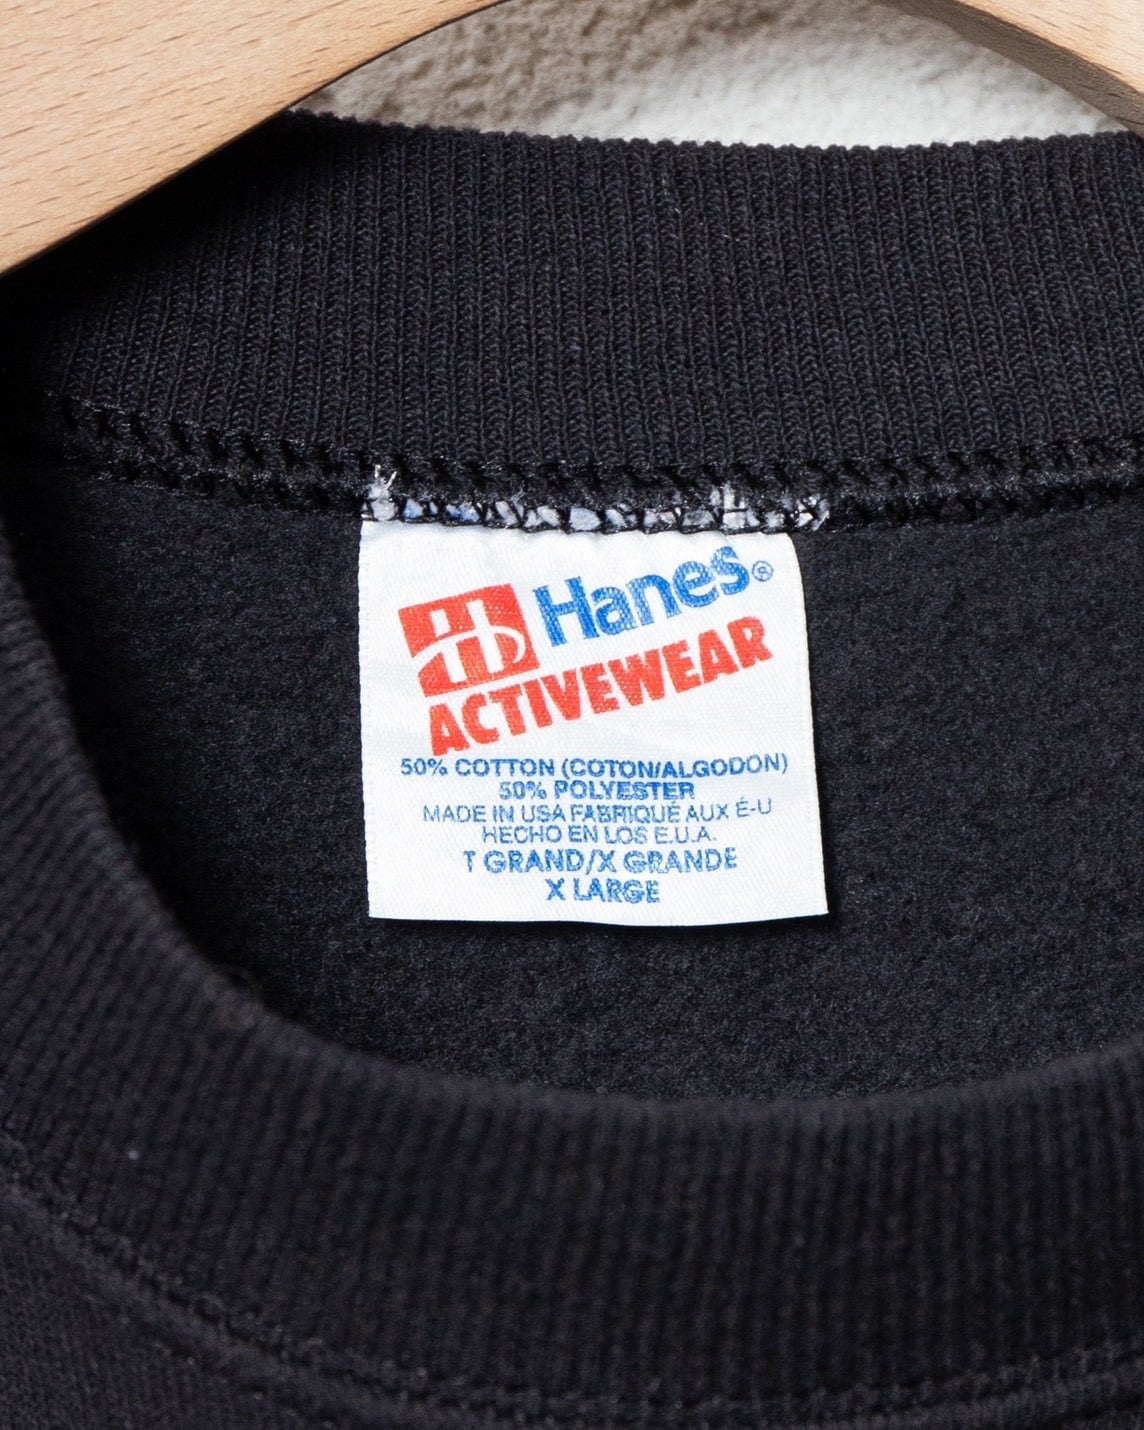 Hanes®
ACTIVEWEAR
50% COTTON (COTON/ALGODON)
50% POLYESTER
MADE IN USA FABRIQUÉ AUX É-U
HECHO EN LOS E.U.A.
T GRAND/X GRANDE
X LARGE